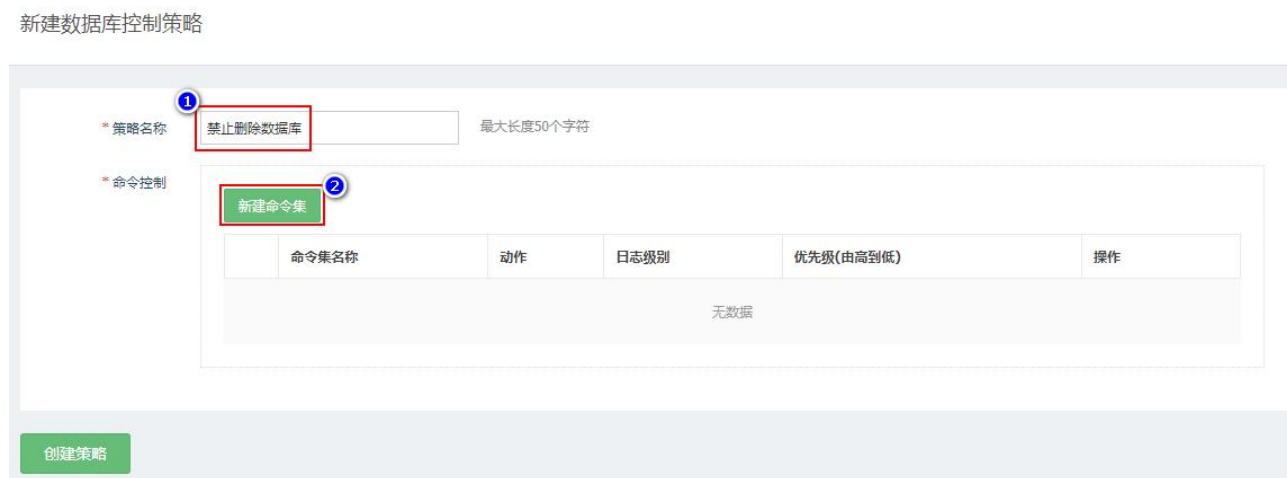 新建数据库控制策略
1
* 策略名称 禁止删除数据库 最大长度50个字符
* 命令控制
2
新建命令集
命令集名称 动作 日志级别 优先级(由高到低) 操作
无数据
创建策略